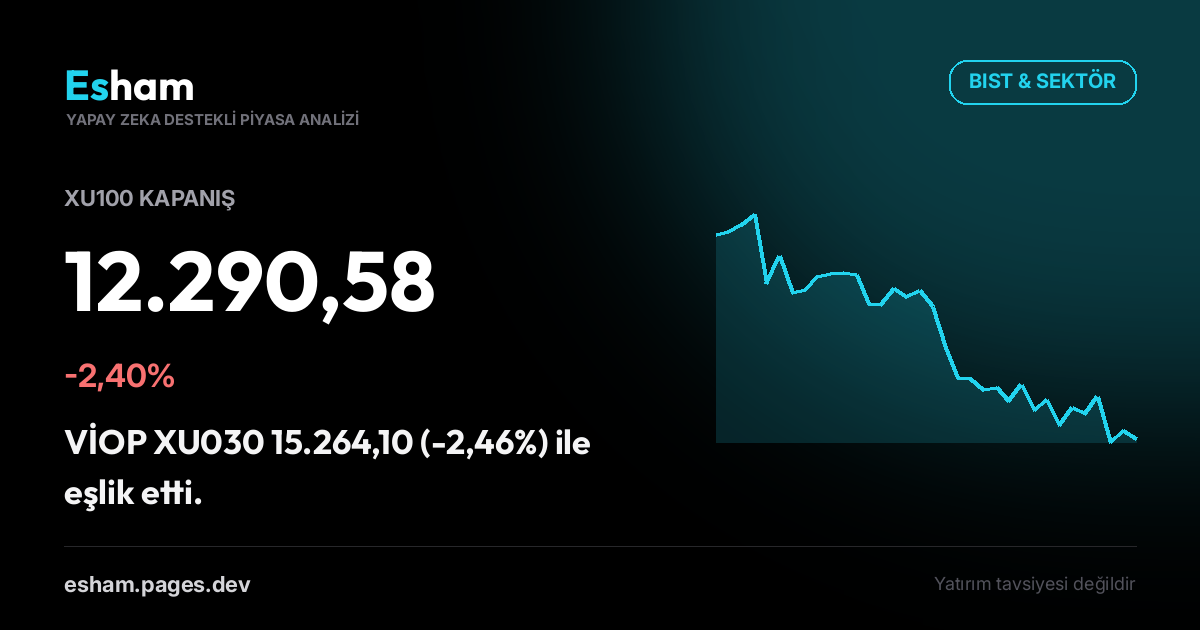 Esham
BIST & SEKTÖR
YAPAY ZEKA DESTEKLİ PİYASA ANALİZİ
XU100 KAPANIŞ
12.290,58
-2,40%
VİOP XU030 15.264,10 (-2,46%) ile
eşlik etti.
esham.pages.dev
Yatırım tavsiyesi değildir